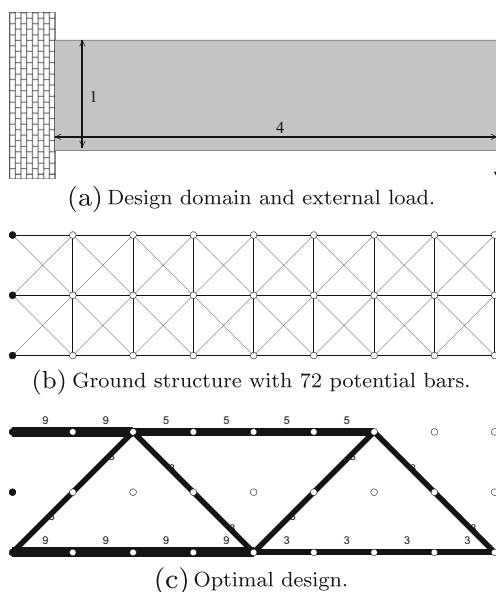 1
4
(a) Design domain and external load.
(b) Ground structure with 72 potential bars.
9 9 5 5 5 5
3
9 9 9 9 3 3 3 3
(c) Optimal design.